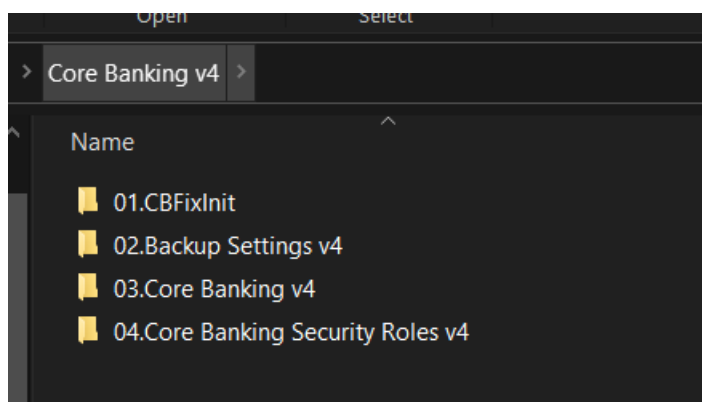 Open Select
> Core Banking v4 >
Name
01.CBFixInit
02.Backup Settings v4
03.Core Banking v4
04.Core Banking Security Roles v4